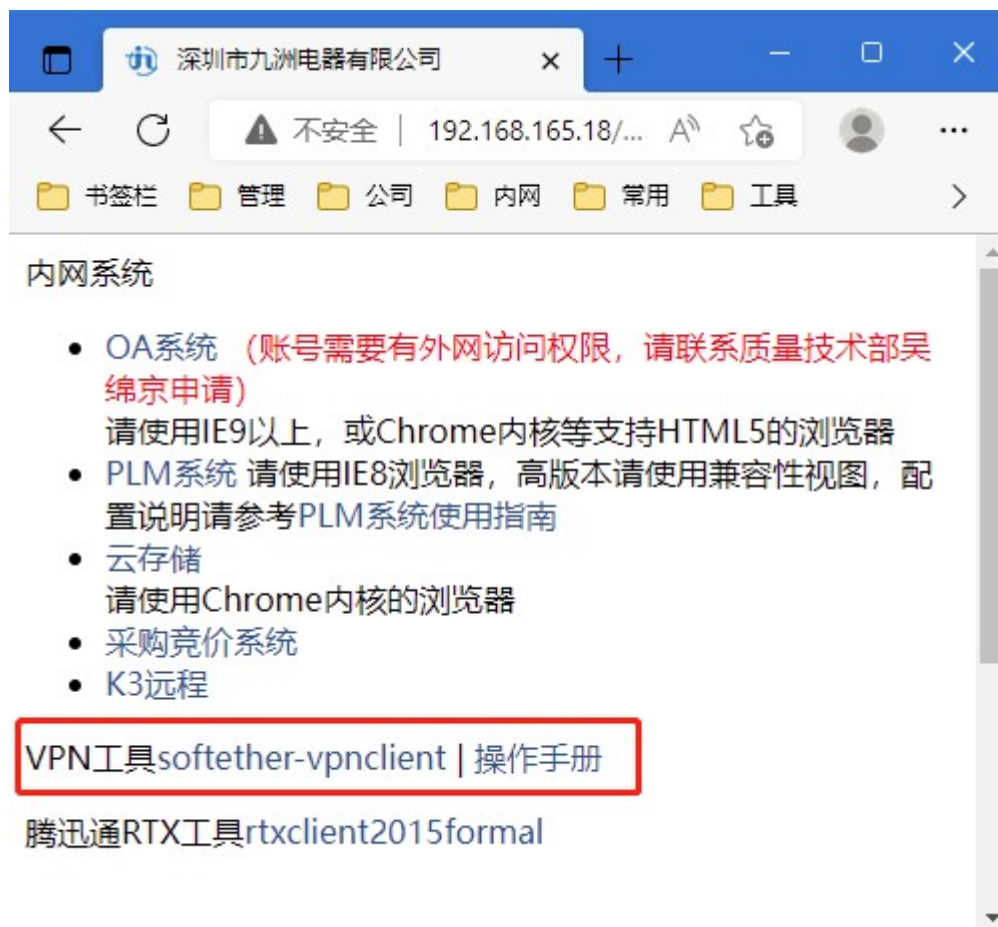 深圳市九洲电器有限公司
不安全 | 192.168.165.18/...
书签栏 管理 公司 内网 常用 工具
内网系统
OA系统 （账号需要有外网访问权限，请联系质量技术部吴
绵京申请）
请使用IE9以上，或Chrome内核等支持HTML5的浏览器
PLM系统 请使用IE8浏览器，高版本请使用兼容性视图，配
置说明请参考PLM系统使用指南
云存储
请使用Chrome内核的浏览器
采购竞价系统
K3远程
VPN工具softether-vpnclient | 操作手册
腾迅通RTX工具rtxclient2015formal